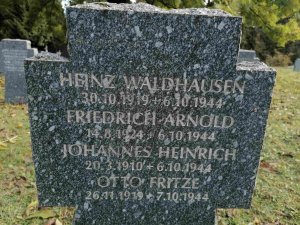 HEINZ WALDHAUSEN
30.10.1919 + 6.10.1944
FRIEDRICH ARNOLD
14.8.1924 + 6.10.1944
JOHANNES HEINRICH
20.3.1910 + 6.10.1944
OTTO FRITZE
26.11.1919 + 7.10.1944